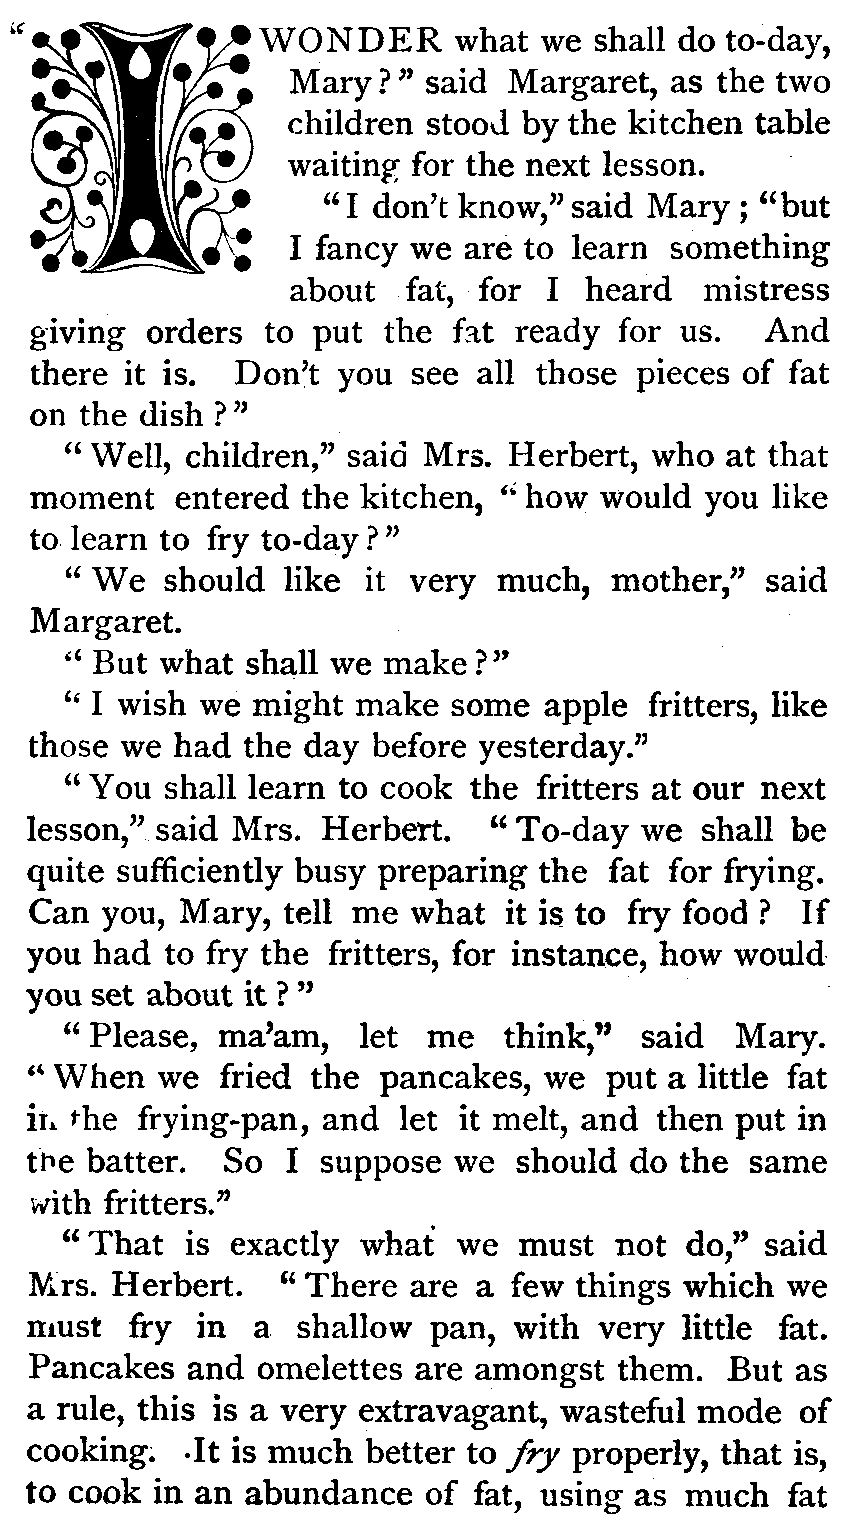 “I WONDER what we shall do to-day,
Mary?” said Margaret, as the two
children stood by the kitchen table
waiting for the next lesson.
“I don’t know,” said Mary; “but
I fancy we are to learn something
about fat, for I heard mistress
giving orders to put the fat ready for us. And
there it is. Don’t you see all those pieces of fat
on the dish?”
“Well, children,” said Mrs. Herbert, who at that
moment entered the kitchen, “how would you like
to learn to fry to-day?”
“We should like it very much, mother,” said
Margaret.
“But what shall we make?”
“I wish we might make some apple fritters, like
those we had the day before yesterday.”
“You shall learn to cook the fritters at our next
lesson,” said Mrs. Herbert. “To-day we shall be
quite sufficiently busy preparing the fat for frying.
Can you, Mary, tell me what it is to fry food? If
you had to fry the fritters, for instance, how would
you set about it?”
“Please, ma’am, let me think,” said Mary.
“When we fried the pancakes, we put a little fat
in the frying-pan, and let it melt, and then put in
the batter. So I suppose we should do the same
with fritters.”
“That is exactly what we must not do,” said
Mrs. Herbert. “There are a few things which we
must fry in a shallow pan, with very little fat.
Pancakes and omelettes are amongst them. But as
a rule, this is a very extravagant, wasteful mode of
cooking. It is much better to fry properly, that is,
to cook in an abundance of fat, using as much fat